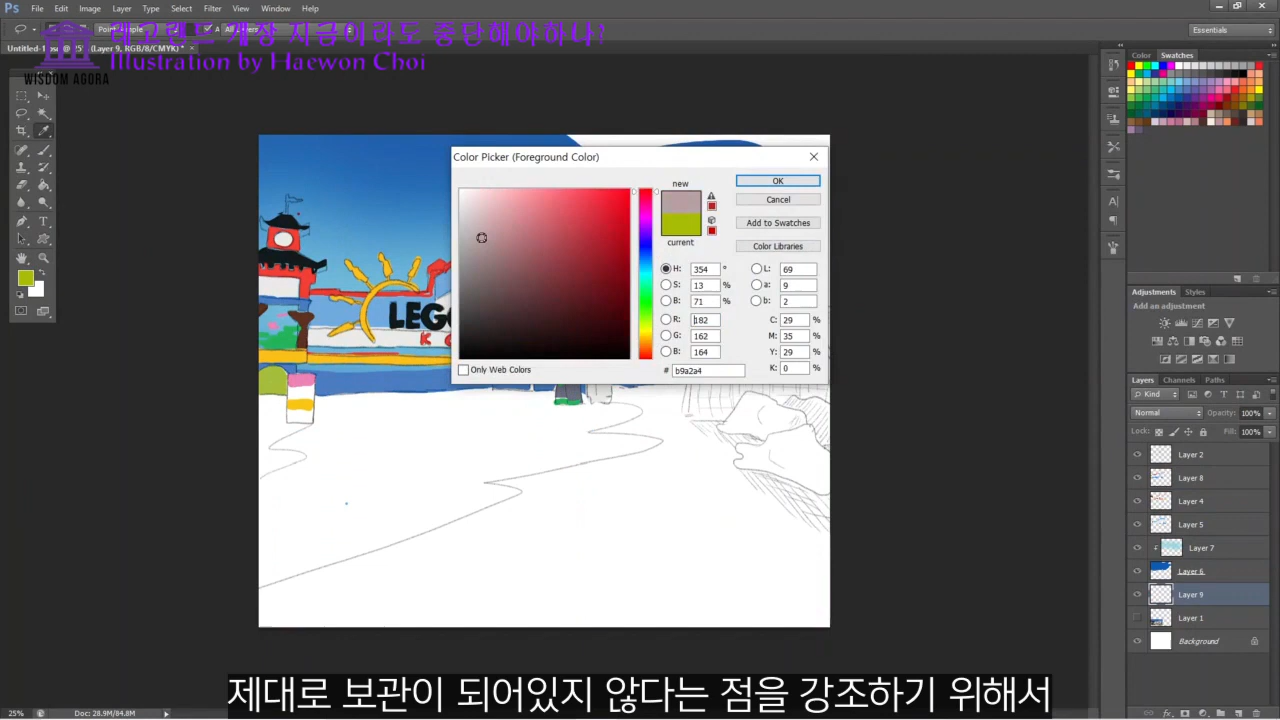 Ps File Edit Image Layer Type Select Filter View Window Help
레고랜드 개장 지금이라도 중단해야하나?
Essentials
Illustration by Haewon Choi
WISDOM AGORA
Color Swatches
Color Picker (Foreground Color)
new
OK
Cancel
Add to Swatches
current
Color Libraries
H: 354 °
L: 69
S: 13 %
a: 9
B: 71 %
b: 2
R: 182
C: 29 %
G: 162
M: 35 %
B: 164
Y: 29 %
K: 0 %
Only Web Colors
# b9a2a4
LEGO
K
Adjustments Styles
Add an adjustment
Layers Channels Paths
Kind
Normal Opacity: 100%
Lock: Fill: 100%
Layer 2
Layer 8
Layer 4
Layer 5
Layer 7
Layer 6
Layer 9
Layer 1
Background
제대로 보관이 되어있지 않다는 점을 강조하기 위해서
25% Doc: 28.9M/84.8M